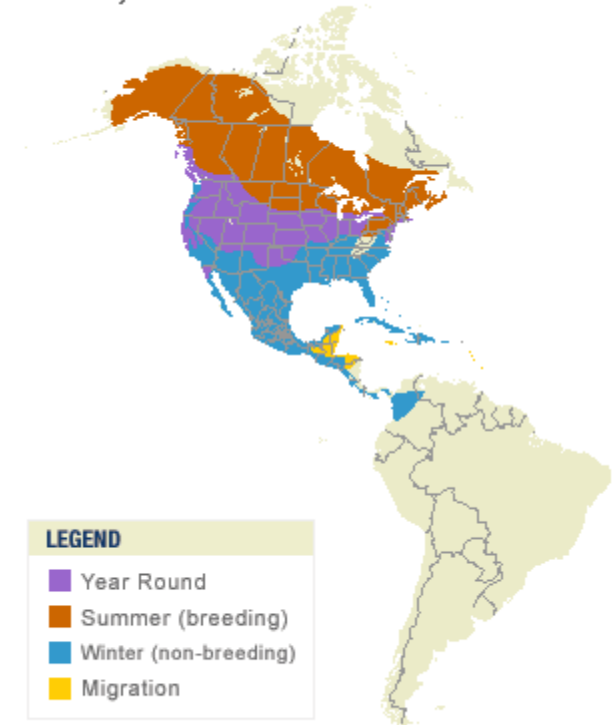 LEGEND
Year Round
Summer (breeding)
Winter (non-breeding)
Migration